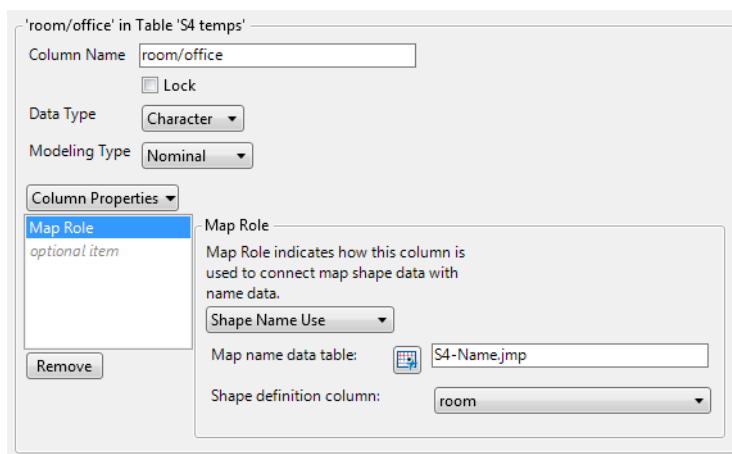 'room/office' in Table 'S4 temps'
Column Name room/office
Lock
Data Type Character
Modeling Type Nominal
Column Properties
Map Role
optional item
Remove
Map Role
Map Role indicates how this column is
used to connect map shape data with
name data.
Shape Name Use
Map name data table: S4-Name.jmp
Shape definition column: room